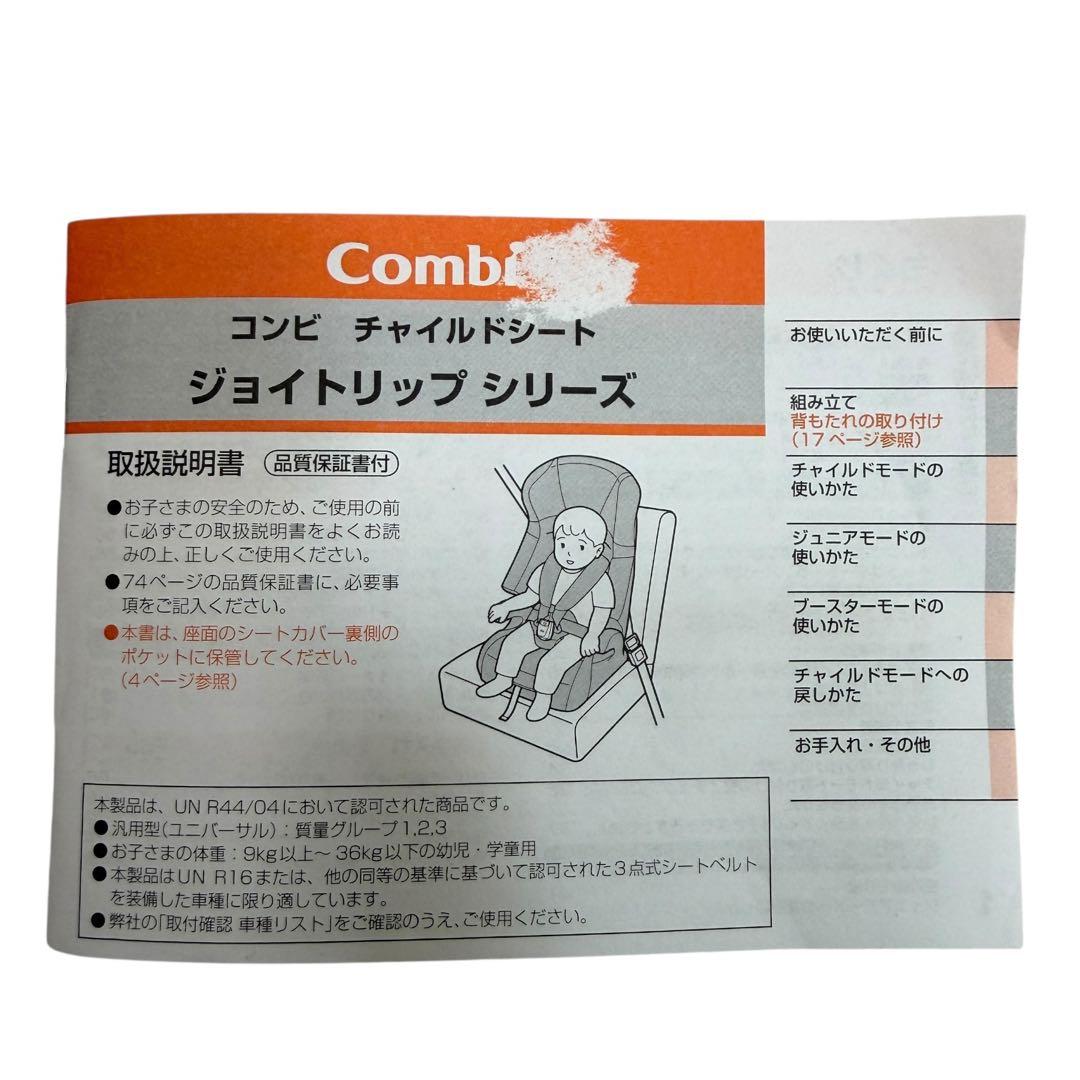 Combi
コンビ　チャイルドシート
ジョイトリップ シリーズ
取扱説明書 品質保証書付
●お子さまの安全のため、ご使用の前
に必ずこの取扱説明書をよくお読
みの上、正しくご使用ください。
●74ページの品質保証書に、必要事
項をご記入ください。
●本書は、座面のシートカバー裏側の
ポケットに保管してください。
（4ページ参照）
本製品は、UN R44/04において認可された商品です。
●汎用型（ユニバーサル）：質量グループ1,2,3
●お子さまの体重：9kg以上～36kg以下の幼児・学童用
●本製品はUN R16または、他の同等の基準に基づいて認可された3点式シートベルト
を装備した車種に限り適しています。
●弊社の「取付確認 車種リスト」をご確認のうえ、ご使用ください。
お使いいただく前に
組み立て
背もたれの取り付け
（17ページ参照）
チャイルドモードの
使いかた
ジュニアモードの
使いかた
ブースターモードの
使いかた
チャイルドモードへの
戻しかた
お手入れ・その他